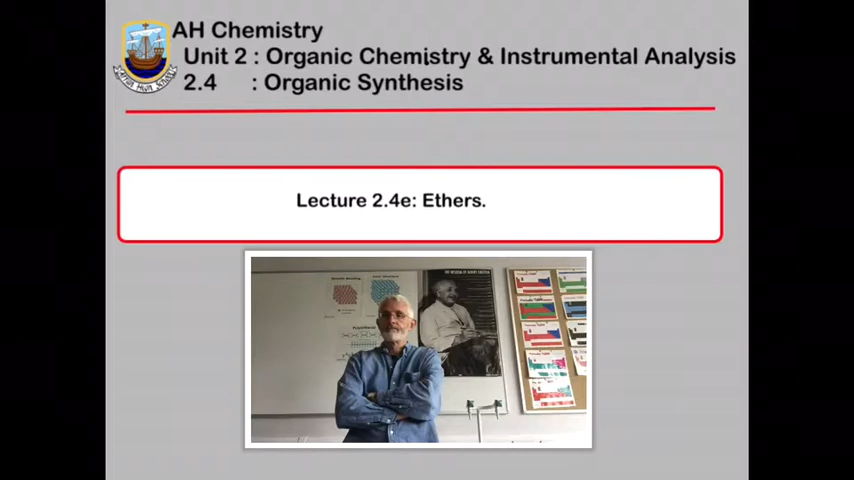 AH Chemistry
Unit 2 : Organic Chemistry & Instrumental Analysis
2.4 : Organic Synthesis
Lecture 2.4e: Ethers.